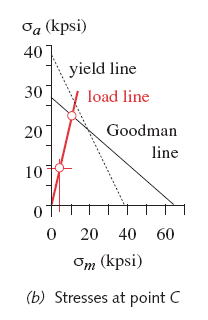 σa (kpsi)
40
yield line
30
load line
20
Goodman
line
10
0
0 20 40 60
σm (kpsi)
(b) Stresses at point C